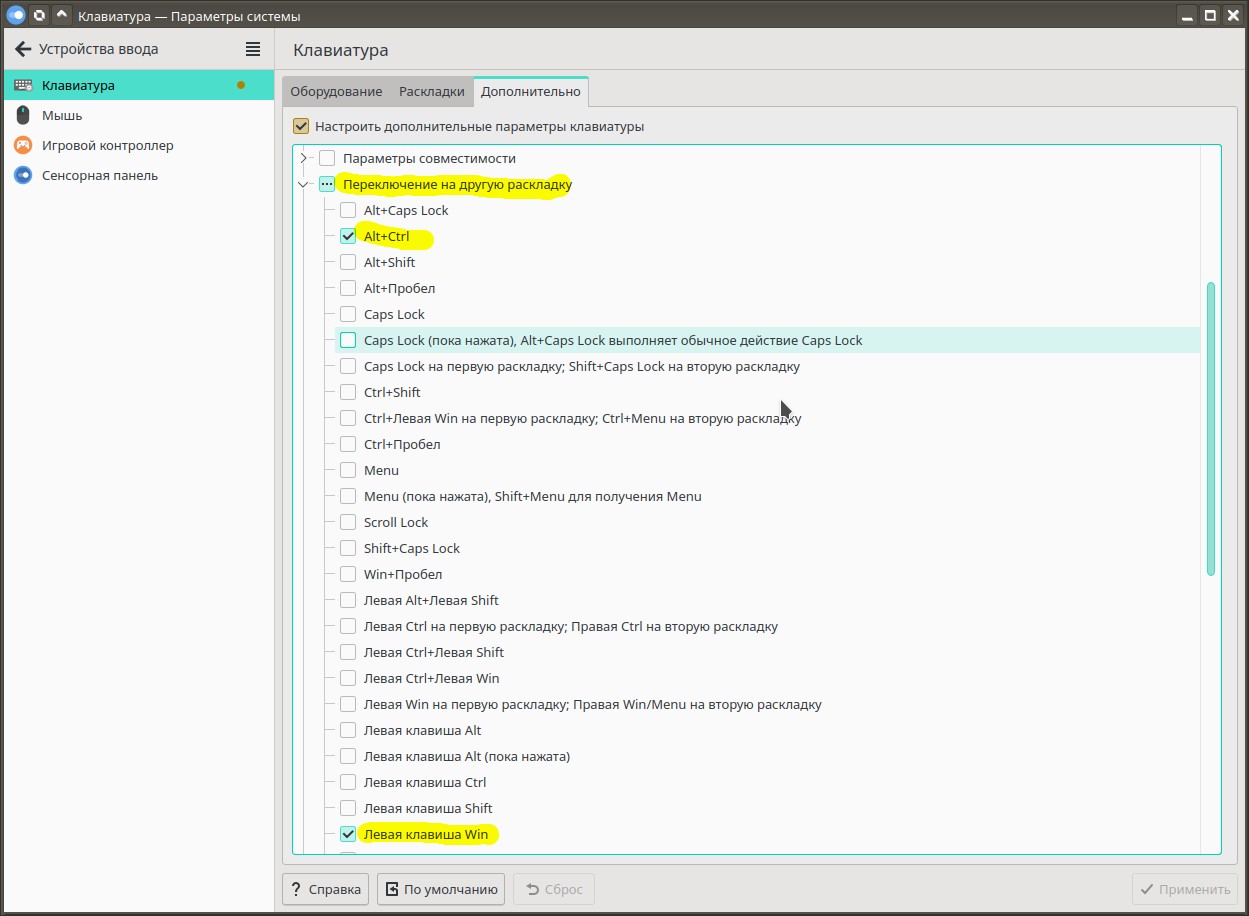 Клавиатура — Параметры системы
Устройства ввода
Клавиатура
Мышь
Игровой контроллер
Сенсорная панель
Клавиатура
Оборудование Раскладки Дополнительно
Настроить дополнительные параметры клавиатуры
Параметры совместимости
Переключение на другую раскладку
Alt+Caps Lock
Alt+Ctrl
Alt+Shift
Alt+Пробел
Caps Lock
Caps Lock (пока нажата), Alt+Caps Lock выполняет обычное действие Caps Lock
Caps Lock на первую раскладку; Shift+Caps Lock на вторую раскладку
Ctrl+Shift
Ctrl+Левая Win на первую раскладку; Ctrl+Menu на вторую раскладку
Ctrl+Пробел
Menu
Menu (пока нажата), Shift+Menu для получения Menu
Scroll Lock
Shift+Caps Lock
Win+Пробел
Левая Alt+Левая Shift
Левая Ctrl на первую раскладку; Правая Ctrl на вторую раскладку
Левая Ctrl+Левая Shift
Левая Ctrl+Левая Win
Левая Win на первую раскладку; Правая Win/Menu на вторую раскладку
Левая клавиша Alt
Левая клавиша Alt (пока нажата)
Левая клавиша Ctrl
Левая клавиша Shift
Левая клавиша Win
? Справка По умолчанию Сброс Применить